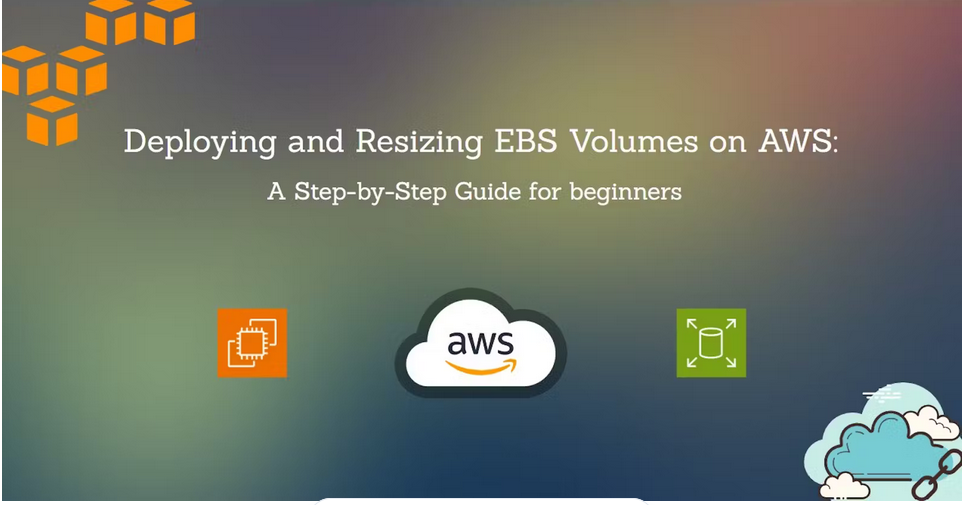 Deploying and Resizing EBS Volumes on AWS:
A Step-by-Step Guide for beginners
aws